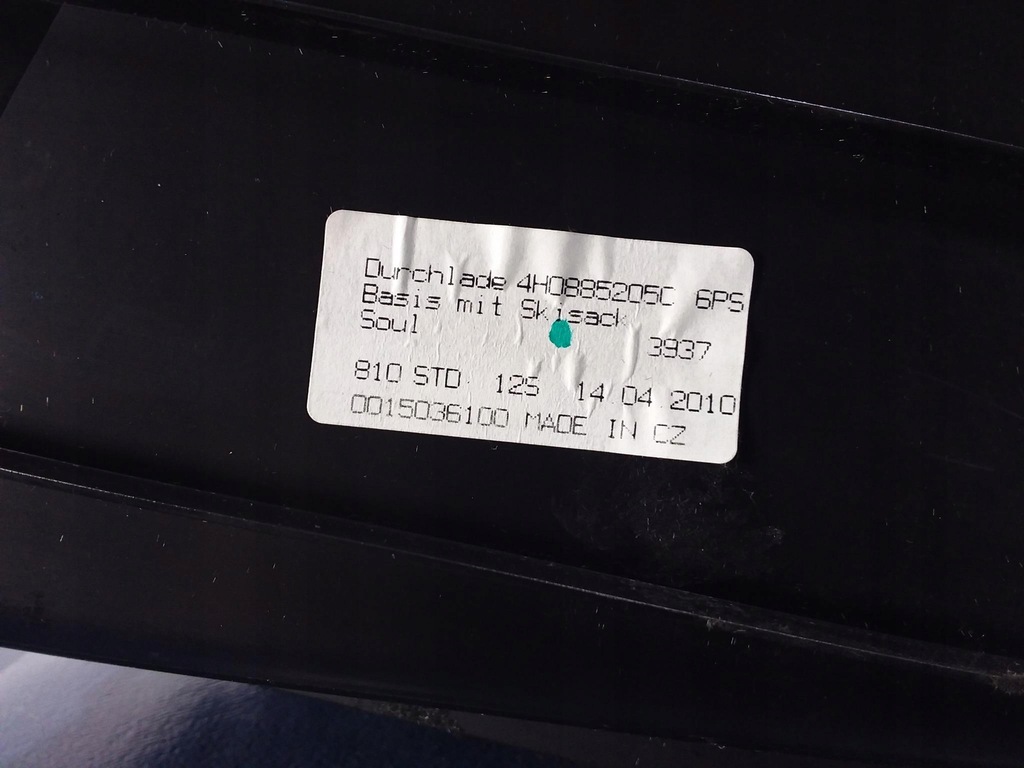 Durchlade 4H0885205C 6PS
Basis mit Skisack
Soul 3937
810 STD. 125 14.04.2010
0015036100 MADE IN CZ